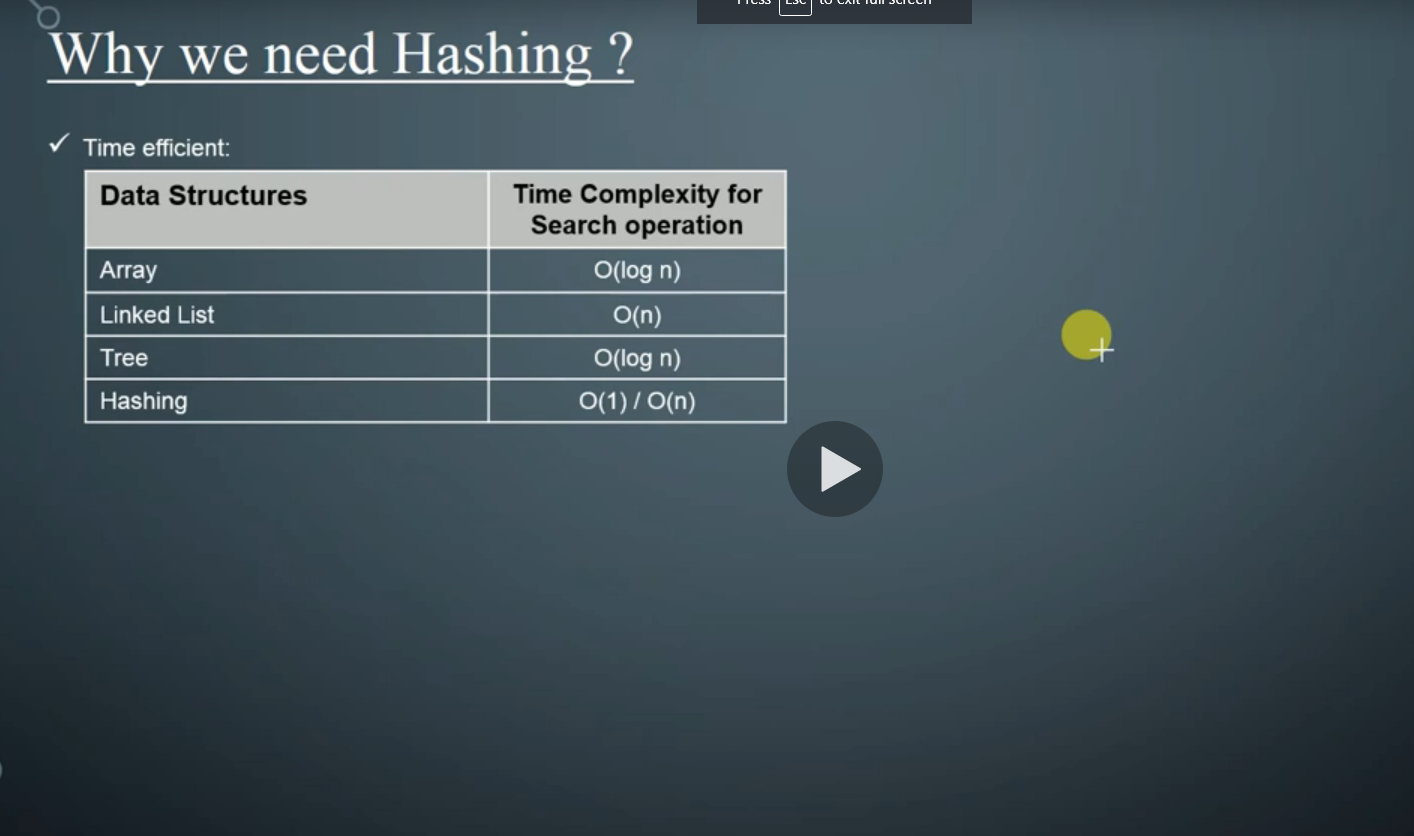 Press Esc to exit full screen
Why we need Hashing ?
✓ Time efficient:
Data Structures
Time Complexity for
Search operation
Array
O(log n)
Linked List
O(n)
Tree
O(log n)
Hashing
O(1) / O(n)